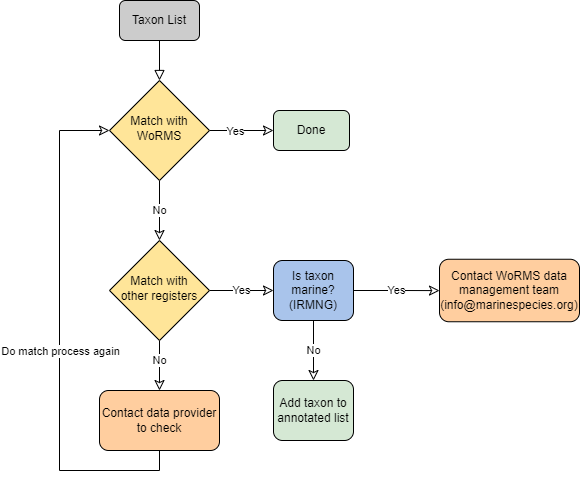 Taxon List
Match with
WoRMS
Yes
Done
No
Match with
other registers
Yes
Is taxon
marine?
(IRMNG)
Yes
Contact WoRMS data
management team
(info@marinespecies.org)
No
Add taxon to
annotated list
No
Contact data provider
to check
Do match process again